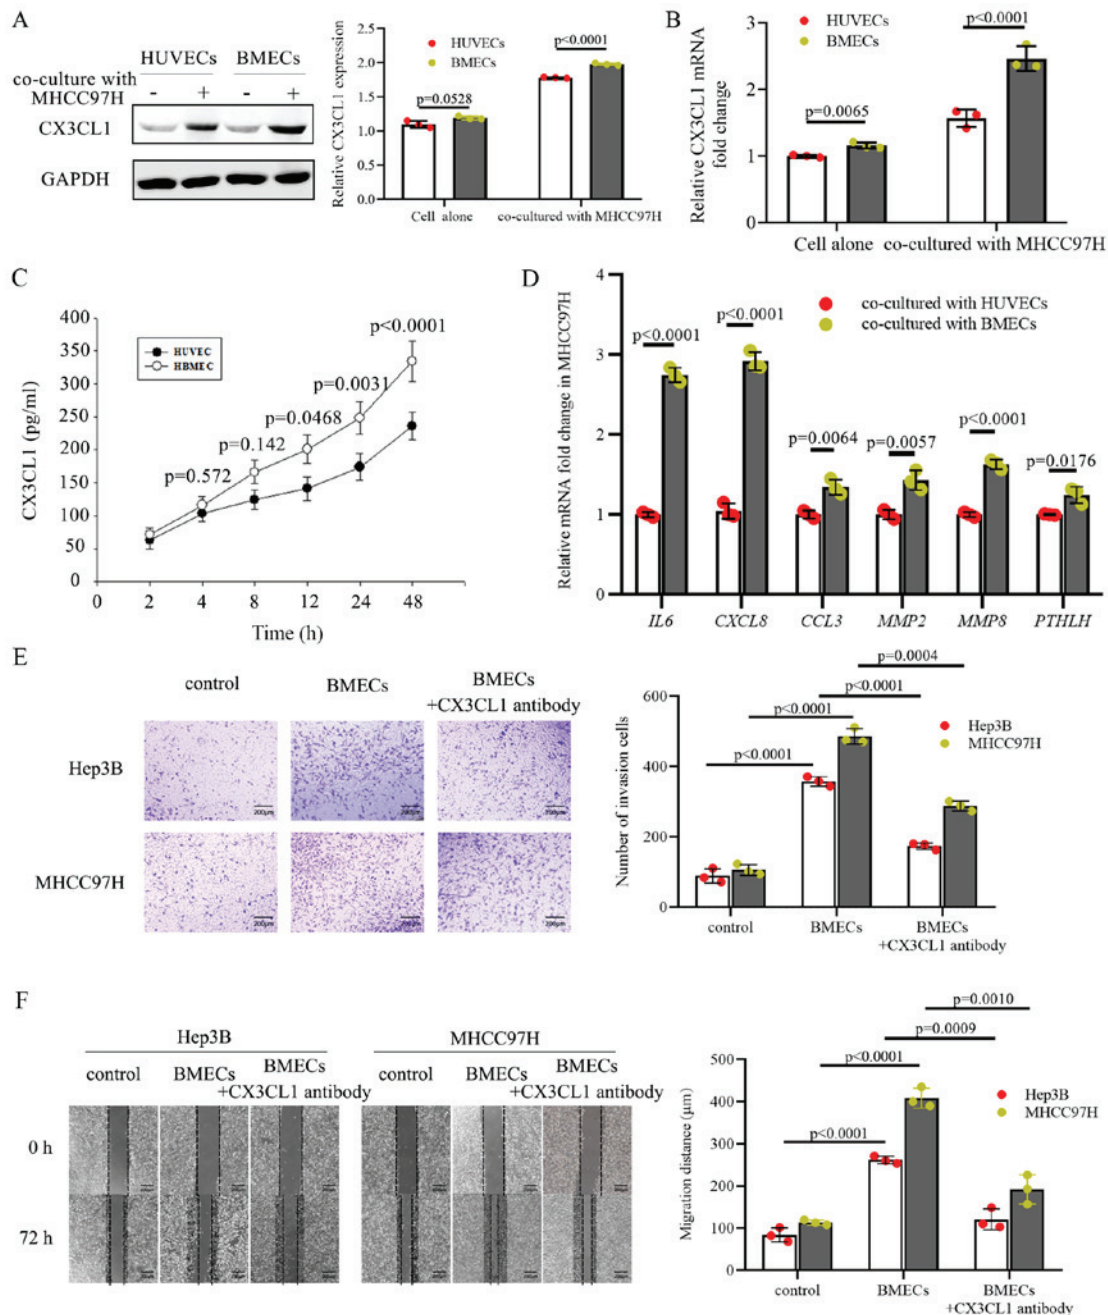 A
HUVECs BMECs
co-culture with
MHCC97H - + - +
CX3CL1
GAPDH
Relative CX3CL1 expression
2.5
2.0
1.5
1.0
0.5
0.0
HUVECs
BMECs
p<0.0001
p=0.0528
Cell alone co-cultured with MHCC97H
B
Relative CX3CL1 mRNA
fold change
3
2
1
0
HUVECs
BMECs
p<0.0001
p=0.0065
Cell alone co-cultured with MHCC97H
C
CX3CL1 (pg/ml)
400
350
300
250
200
150
100
50
0
HUVEC
HBMEC
p<0.0001
p=0.0031
p=0.0468
p=0.142
p=0.572
0 2 4 8 12 24 48
Time (h)
D
Relative mRNA fold change in MHCC97H
4
3
2
1
0
co-cultured with HUVECs
co-cultured with BMECs
p<0.0001
p<0.0001
p=0.0064
p=0.0057
p<0.0001
p=0.0176
IL6 CXCL8 CCL3 MMP2 MMP8 PTHLH
E
control BMECs BMECs
+CX3CL1 antibody
Hep3B
200μm 200μm 200μm
MHCC97H
200μm 200μm 200μm
Number of invasion cells
600
400
200
0
p=0.0004
p<0.0001
p<0.0001
p<0.0001
Hep3B
MHCC97H
control BMECs BMECs
+CX3CL1 antibody
F
Hep3B MHCC97H
control BMECs BMECs
+CX3CL1 antibody
control BMECs BMECs
+CX3CL1 antibody
0 h
72 h
Migration distance (μm)
500
400
300
200
100
0
p=0.0010
p=0.0009
p<0.0001
p<0.0001
Hep3B
MHCC97H
control BMECs BMECs
+CX3CL1 antibody